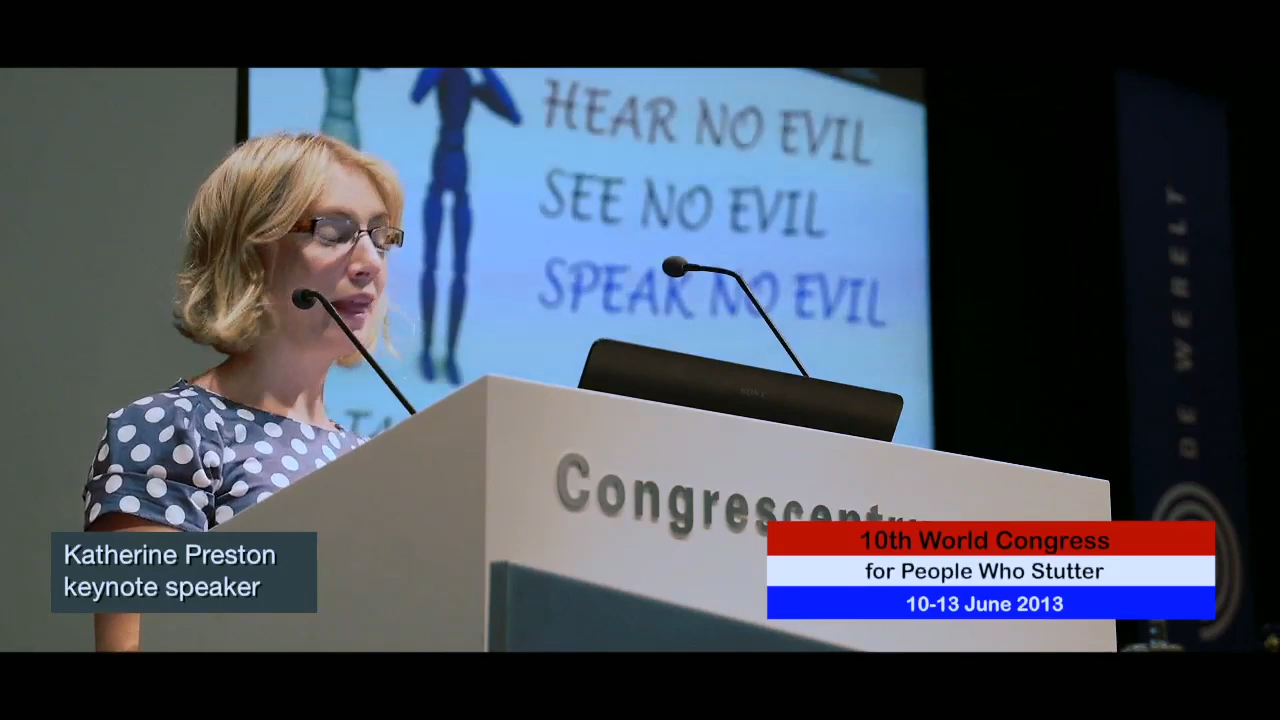 HEAR NO EVIL
SEE NO EVIL
SPEAK NO EVIL
DE WERELT
SONY
Congrescentr
Katherine Preston
keynote speaker
10th World Congress
for People Who Stutter
10-13 June 2013